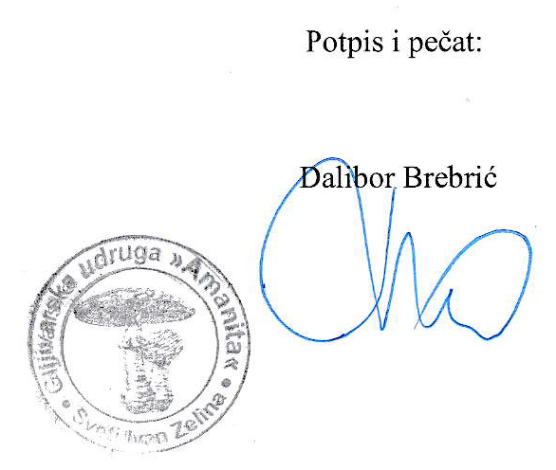 Potpis i pečat:
Dalibor Brebrić
Gljivarska udruga »Amanita«
• Sveti Ivan Zelina •